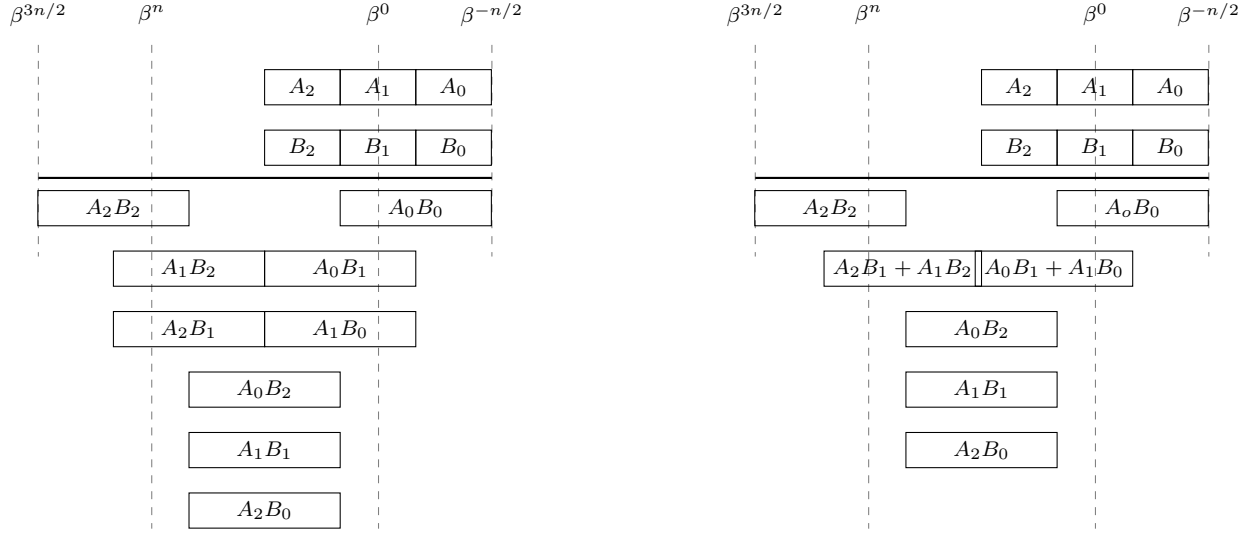 β^{3n/2} β^n β^0 β^{-n/2} β^{3n/2} β^n β^0 β^{-n/2}
A_2 A_1 A_0 A_2 A_1 A_0
B_2 B_1 B_0 B_2 B_1 B_0
A_2B_2 A_0B_0 A_2B_2 A_oB_0
A_1B_2 A_0B_1 A_2B_1 + A_1B_2 A_0B_1 + A_1B_0
A_2B_1 A_1B_0 A_0B_2
A_0B_2 A_1B_1
A_1B_1 A_2B_0
A_2B_0